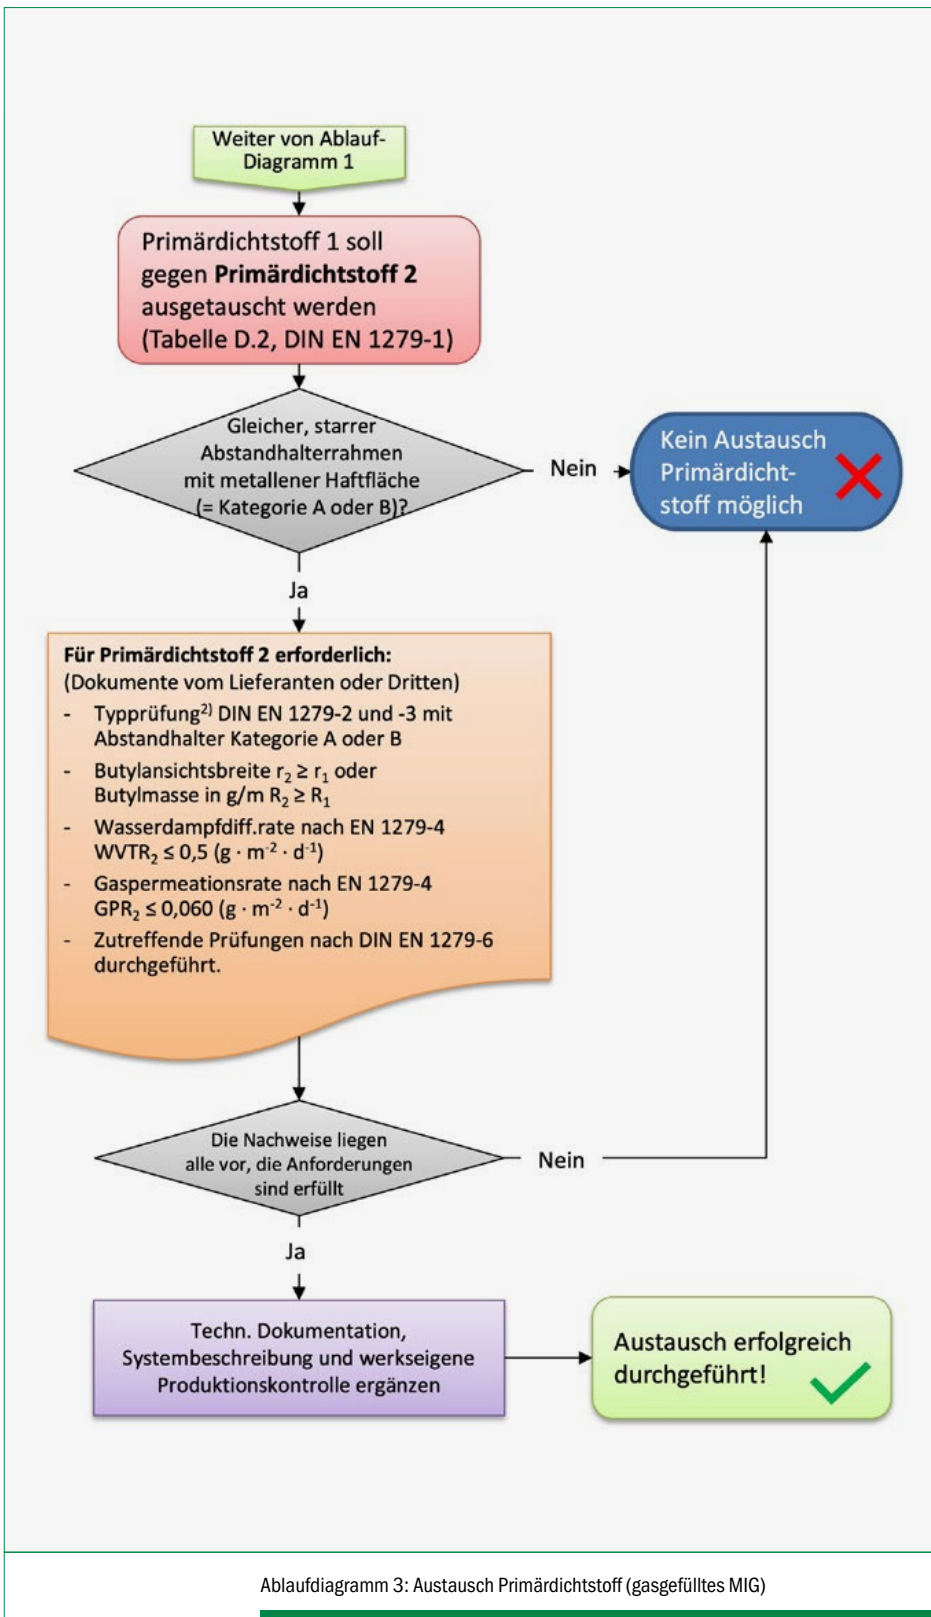 Weiter von Ablauf-
Diagramm 1
Primärdichtstoff 1 soll
gegen Primärdichtstoff 2
ausgetauscht werden
(Tabelle D.2, DIN EN 1279-1)
Gleicher, starrer
Abstandhalterrahmen
mit metallener Haftfläche
(= Kategorie A oder B)?
Nein
Kein Austausch
Primärdicht-
stoff möglich
Ja
Für Primärdichtstoff 2 erforderlich:
(Dokumente vom Lieferanten oder Dritten)
- Typprüfung²⁾ DIN EN 1279-2 und -3 mit
Abstandhalter Kategorie A oder B
- Butylansichtsbreite r₂ ≥ r₁ oder
Butylmasse in g/m R₂ ≥ R₁
- Wasserdampfdiff.rate nach EN 1279-4
WVTR₂ ≤ 0,5 (g · m⁻² · d⁻¹)
- Gaspermeationsrate nach EN 1279-4
GPR₂ ≤ 0,060 (g · m⁻² · d⁻¹)
- Zutreffende Prüfungen nach DIN EN 1279-6
durchgeführt.
Die Nachweise liegen
alle vor, die Anforderungen
sind erfüllt
Nein
Ja
Techn. Dokumentation,
Systembeschreibung und werkseigene
Produktionskontrolle ergänzen
Austausch erfolgreich
durchgeführt!
Ablaufdiagramm 3: Austausch Primärdichtstoff (gasgefülltes MIG)